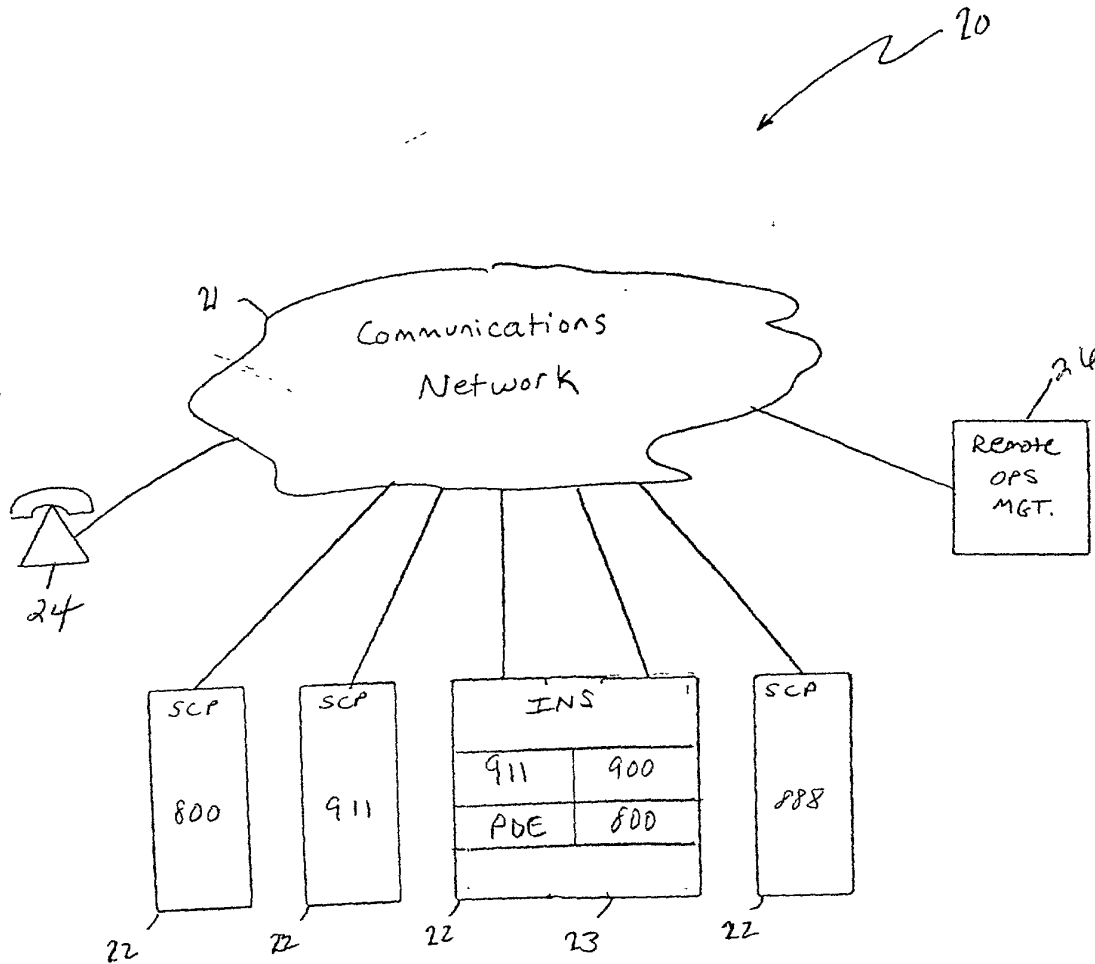 20
21
Communications
Network
24
Remote
OPS
MGT.
24
SCP
800
22
SCP
911
22
INS
911 900
PDE 800
22 23
SCP
888
22